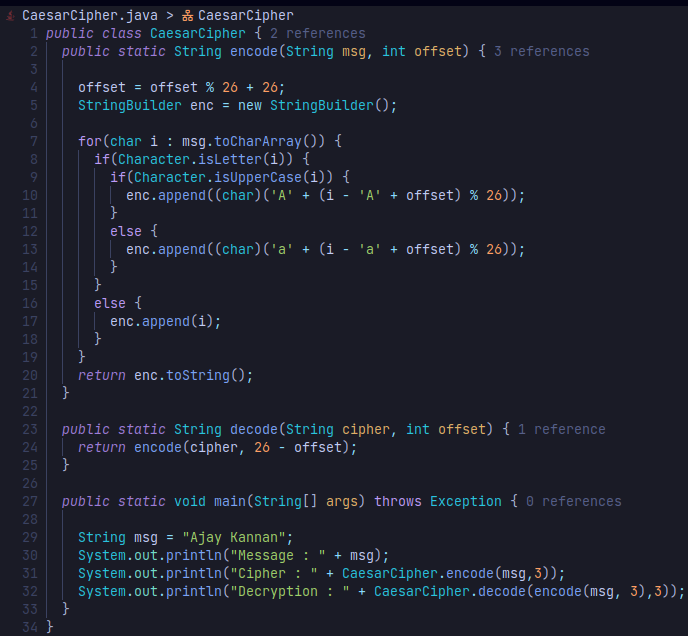 CaesarCipher.java > CaesarCipher
1 public class CaesarCipher { 2 references
2 public static String encode(String msg, int offset) { 3 references
3
4 offset = offset % 26 + 26;
5 StringBuilder enc = new StringBuilder();
6
7 for(char i : msg.toCharArray()) {
8 if(Character.isLetter(i)) {
9 if(Character.isUpperCase(i)) {
10 enc.append((char)('A' + (i - 'A' + offset) % 26));
11 }
12 else {
13 enc.append((char)('a' + (i - 'a' + offset) % 26));
14 }
15 }
16 else {
17 enc.append(i);
18 }
19 }
20 return enc.toString();
21 }
22
23 public static String decode(String cipher, int offset) { 1 reference
24 return encode(cipher, 26 - offset);
25 }
26
27 public static void main(String[] args) throws Exception { 0 references
28
29 String msg = "Ajay Kannan";
30 System.out.println("Message : " + msg);
31 System.out.println("Cipher : " + CaesarCipher.encode(msg,3));
32 System.out.println("Decryption : " + CaesarCipher.decode(encode(msg, 3),3));
33 }
34 }